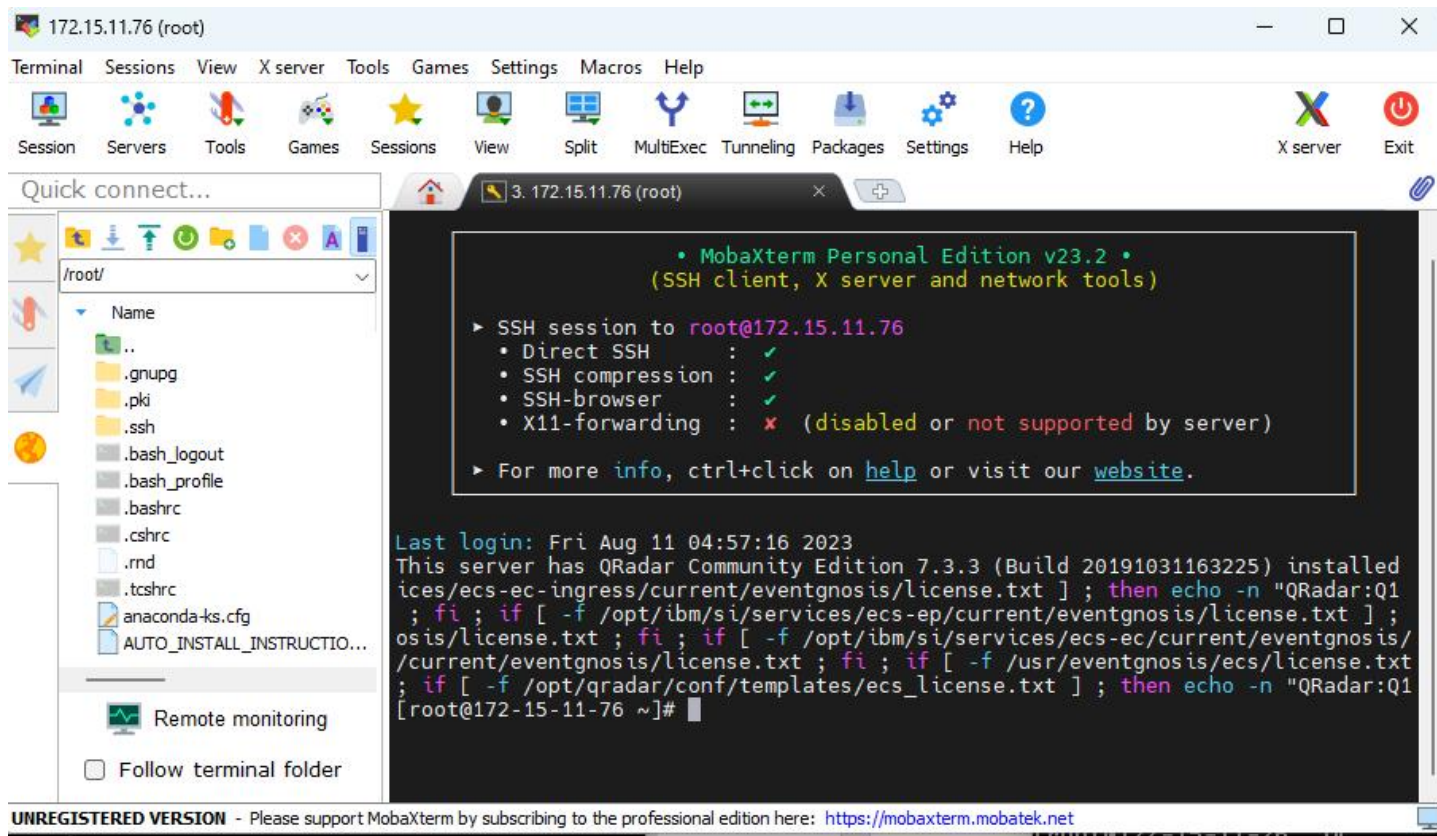 172.15.11.76 (root)
Terminal Sessions View X server Tools Games Settings Macros Help
Session Servers Tools Games Sessions View Split MultiExec Tunneling Packages Settings Help X server Exit
Quick connect...
3. 172.15.11.76 (root)
/root/
Name
..
.gnupg
.pki
.ssh
.bash_logout
.bash_profile
.bashrc
.cshrc
.rnd
.tcshrc
anaconda-ks.cfg
AUTO_INSTALL_INSTRUCTIO...
Remote monitoring
Follow terminal folder
• MobaXterm Personal Edition v23.2 •
(SSH client, X server and network tools)
► SSH session to root@172.15.11.76
• Direct SSH : ✔
• SSH compression : ✔
• SSH-browser : ✔
• X11-forwarding : ✘ (disabled or not supported by server)
► For more info, ctrl+click on help or visit our website.
Last login: Fri Aug 11 04:57:16 2023
This server has QRadar Community Edition 7.3.3 (Build 20191031163225) installed
ices/ecs-ec-ingress/current/eventgnosis/license.txt ] ; then echo -n "QRadar:Q1
; fi ; if [ -f /opt/ibm/si/services/ecs-ep/current/eventgnosis/license.txt ] ;
osis/license.txt ; fi ; if [ -f /opt/ibm/si/services/ecs-ec/current/eventgnosis/
/current/eventgnosis/license.txt ; fi ; if [ -f /usr/eventgnosis/ecs/license.txt
; if [ -f /opt/qradar/conf/templates/ecs_license.txt ] ; then echo -n "QRadar:Q1
[root@172-15-11-76 ~]#
UNREGISTERED VERSION - Please support MobaXterm by subscribing to the professional edition here: https://mobaxterm.mobatek.net